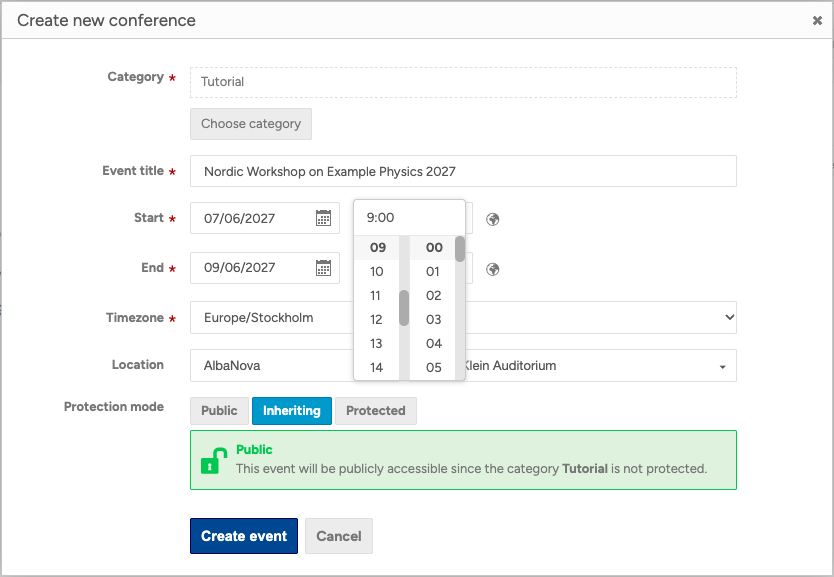 Create new conference
Category *
Tutorial
Choose category
Event title *
Nordic Workshop on Example Physics 2027
Start *
07/06/2027
9:00
09 00
10 01
11 02
12 03
13 04
14 05
End *
09/06/2027
Timezone *
Europe/Stockholm
Location
AlbaNova
Klein Auditorium
Protection mode
Public Inheriting Protected
Public
This event will be publicly accessible since the category Tutorial is not protected.
Create event Cancel